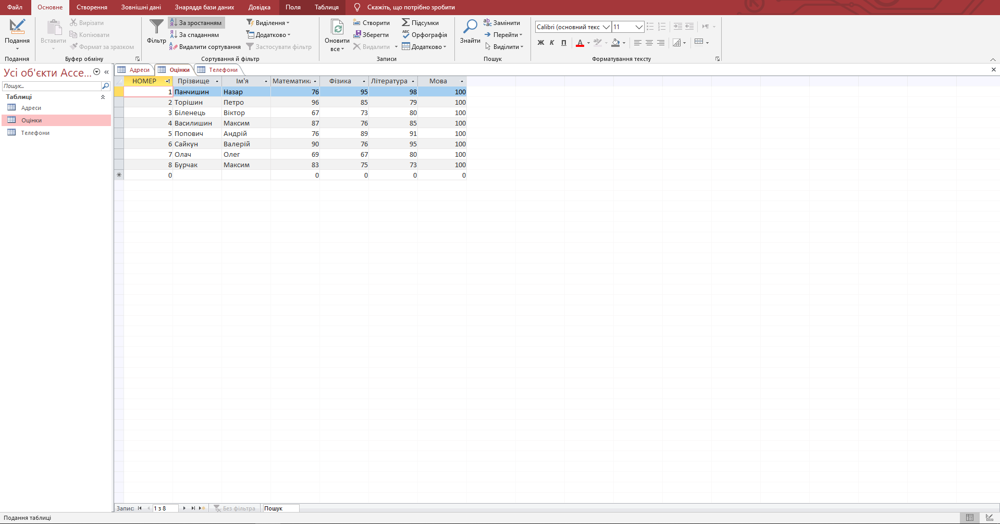 Файл Основне Створення Зовнішні дані Знаряддя бази даних Довідка Поля Таблиця Скажіть, що потрібно зробити
Подання
Подання
Вставити
Вирізати
Копіювати
Формат за зразком
Буфер обміну
Фільтр
За зростанням
За спаданням
Видалити сортування
Виділення
Додатково
Застосувати фільтр
Сортування й фільтр
Оновити
все
Створити
Зберегти
Видалити
Підсумки
Орфографія
Додатково
Записи
Знайти
Замінити
Перейти
Виділити
Пошук
Calibri (основний текс 11
Ж К П
Форматування тексту
Усі об'єкти Acce...
Пошук...
Таблиці
Адреси
Оцінки
Телефони
Адреси Оцінки Телефони
НОМЕР Прізвище Ім'я Математика Фізика Література Мова
1 Панчишин Назар 76 95 98 100
2 Торішин Петро 96 85 79 100
3 Біленець Віктор 67 73 80 100
4 Василишин Максим 87 76 85 100
5 Попович Андрій 76 89 91 100
6 Сайкун Валерій 90 76 95 100
7 Олач Олег 69 67 80 100
8 Бурчак Максим 83 75 73 100
0 0 0 0 0
Запис: 1 з 8 Без фільтра Пошук
Подання таблиці